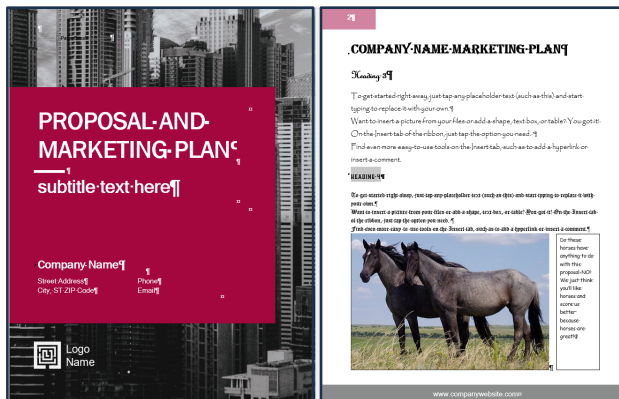 PROPOSAL·AND·
MARKETING·PLAN¶
¶
subtitle·text·here¶
Company·Name¶
¶
Street Address¶ Phone¶
City, ST ZIP Code¶ Email¶
Logo
Name
2¶
COMPANY·NAME·MARKETING·PLAN¶
Heading·3¶
To·get·started·right·away,·just·tap·any·placeholder·text·(such·as·this)·and·start·
typing·to·replace·it·with·your·own.¶
Want·to·insert·a·picture·from·your·files·or·add·a·shape,·text·box,·or·table?·You·got·it!·
On·the·Insert·tab·of·the·ribbon,·just·tap·the·option·you·need.·¶
Find·even·more·easy-to-use·tools·on·the·Insert·tab,·such·as·to·add·a·hyperlink·or·
insert·a·comment.
HEADING·4¶
To·get·started·right·away,·just·tap·any·placeholder·text·(such·as·this)·and·start·typing·to·replace·it·with·
your·own.¶
Want·to·insert·a·picture·from·your·files·or·add·a·shape,·text·box,·or·table?·You·got·it!·On·the·Insert·tab·
of·the·ribbon,·just·tap·the·option·you·need.·¶
Find·even·more·easy-to-use·tools·on·the·Insert·tab,·such·as·to·add·a·hyperlink·or·insert·a·comment.¶
Do these
horses have
anything to do
with this
proposal-NO!
We just think
you'll like
horses and
score us
better
because
horses are
great!¶
¶
www.companywebsite.com¶